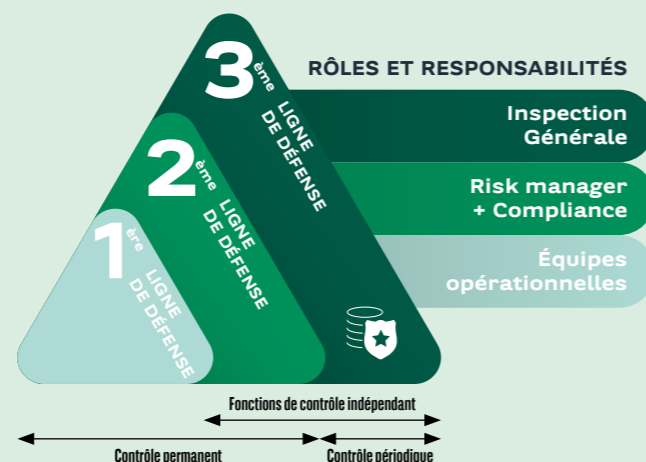 RÔLES ET RESPONSABILITÉS
3ème LIGNE
DE DÉFENSE
Inspection
Générale
2ème LIGNE
DE DÉFENSE
Risk manager
+ Compliance
1ère LIGNE
DE DÉFENSE
Équipes
opérationnelles
Fonctions de contrôle indépendant
Contrôle permanent
Contrôle périodique